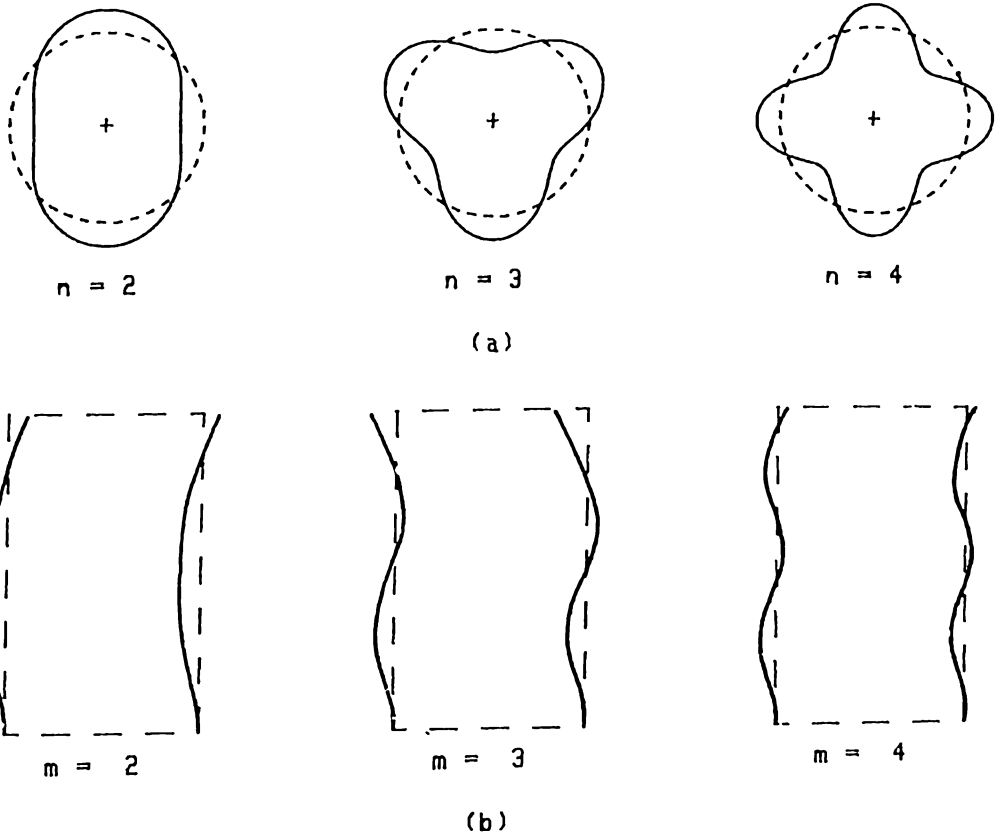 n = 2
n = 3
n = 4
(a)
m = 2
m = 3
m = 4
(b)